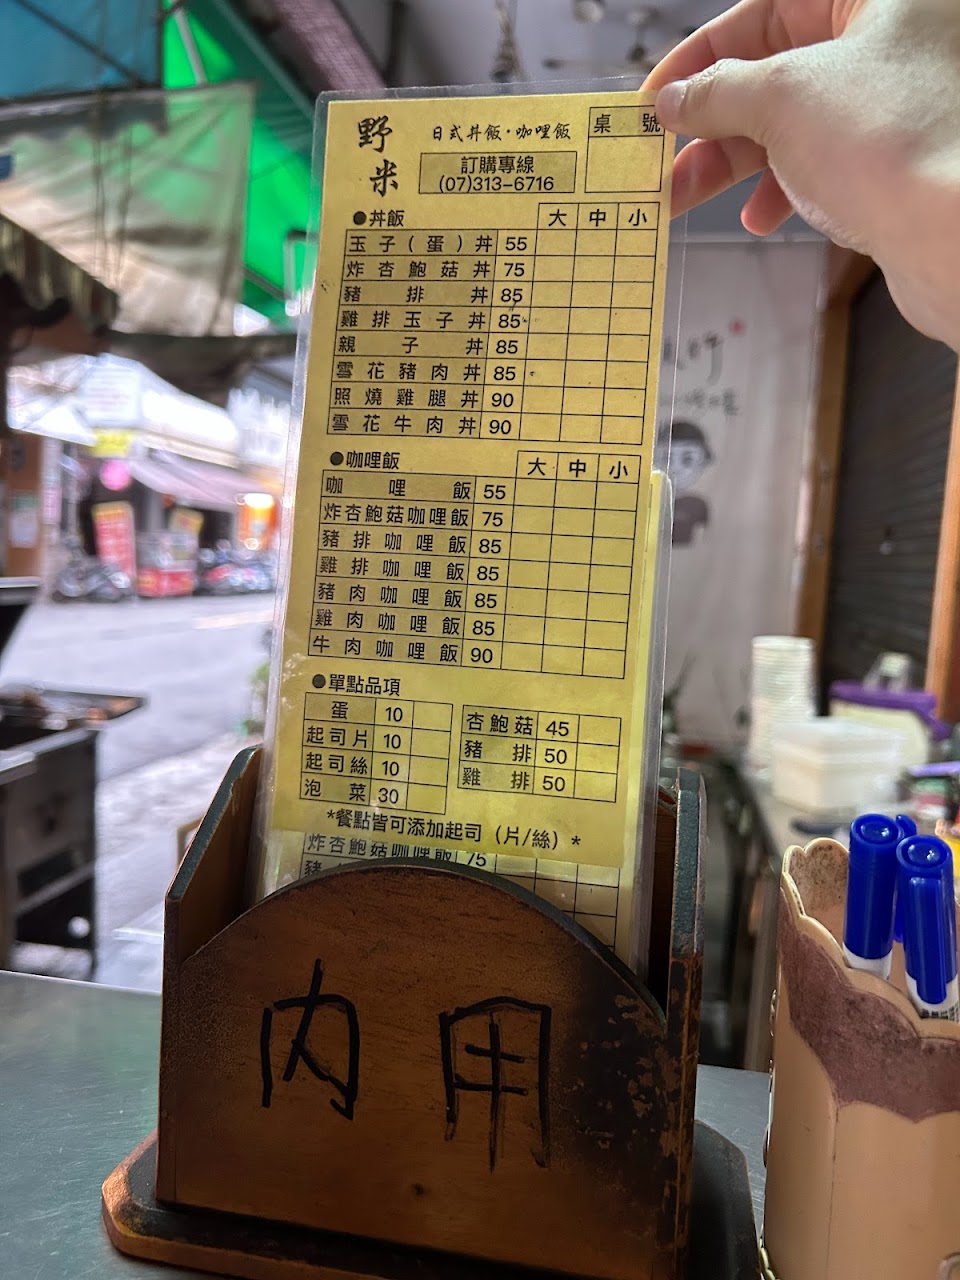 野米
日式丼飯·咖哩飯
桌號
訂購專線
(07)313-6716
●丼飯 大 中 小
玉子(蛋)丼 55
炸杏鮑菇丼 75
豬排丼 85
雞排玉子丼 85
親子丼 85
雪花豬肉丼 85
照燒雞腿丼 90
雪花牛肉丼 90
●咖哩飯 大 中 小
咖哩飯 55
炸杏鮑菇咖哩飯 75
豬排咖哩飯 85
雞排咖哩飯 85
豬肉咖哩飯 85
雞肉咖哩飯 85
牛肉咖哩飯 90
●單點品項
蛋 10
起司片 10
起司絲 10
泡菜 30
杏鮑菇 45
豬排 50
雞排 50
*餐點皆可添加起司（片/絲）*
炸杏鮑菇咖哩飯 75
豬
內用